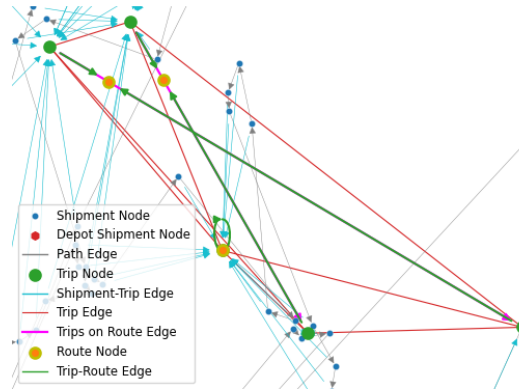 Shipment Node
Depot Shipment Node
Path Edge
Trip Node
Shipment-Trip Edge
Trip Edge
Trips on Route Edge
Route Node
Trip-Route Edge